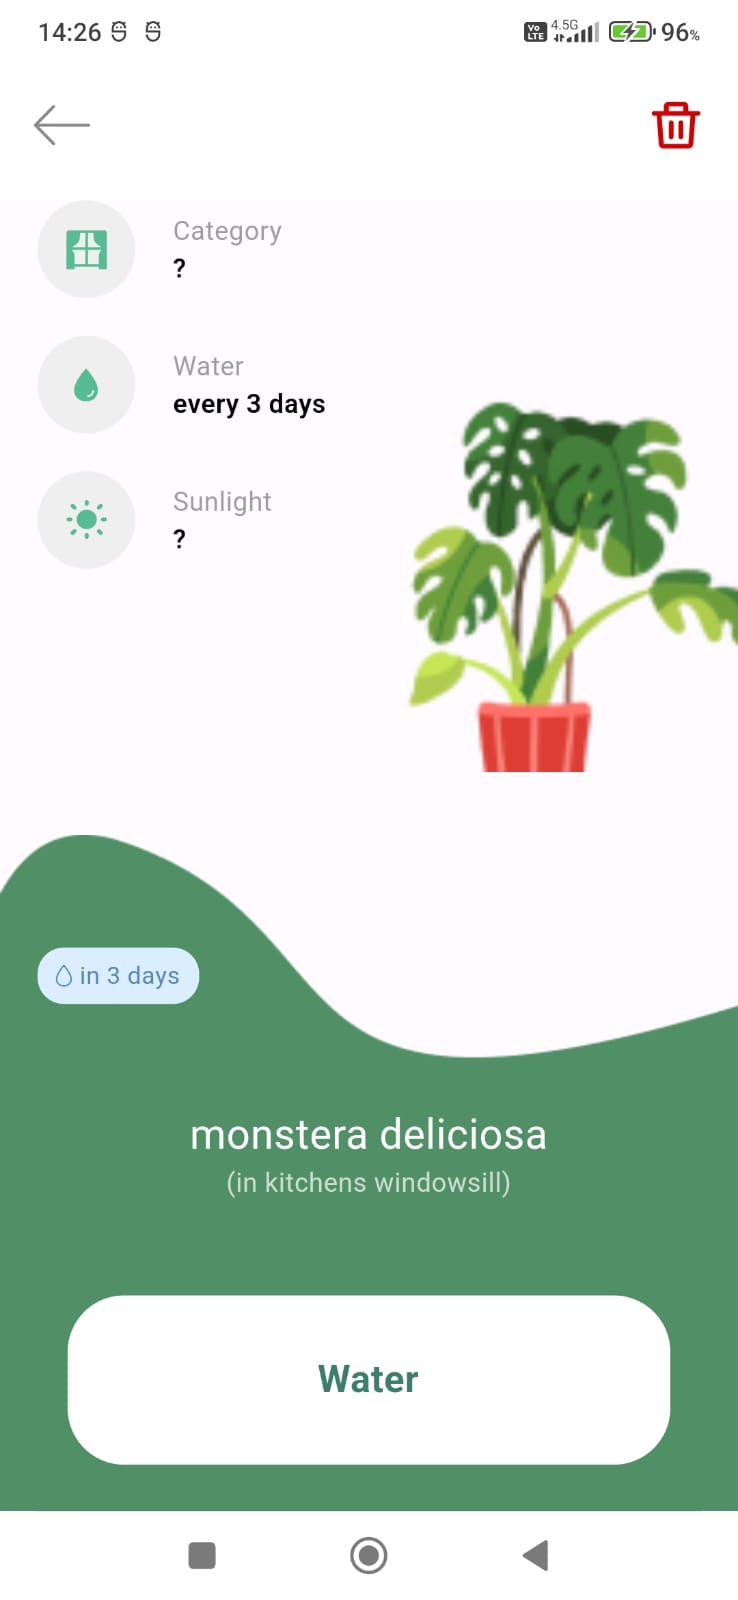 14:26
Vo LTE 4.5G 96%
Category
?
Water
every 3 days
Sunlight
?
in 3 days
monstera deliciosa
(in kitchens windowsill)
Water